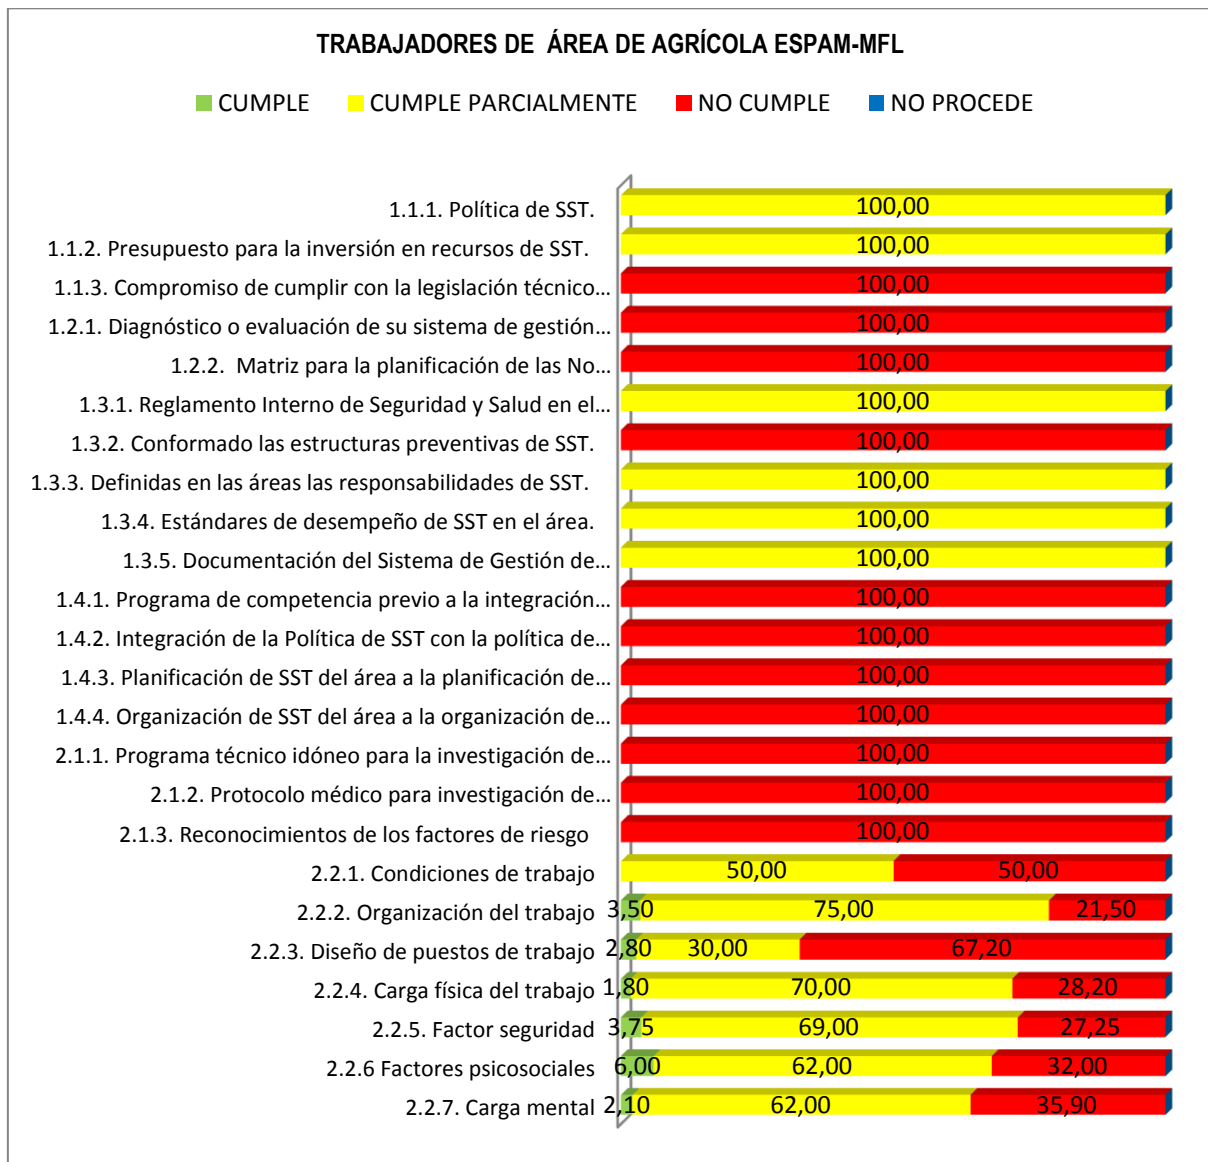 TRABAJADORES DE ÁREA DE AGRÍCOLA ESPAM-MFL
CUMPLE CUMPLE PARCIALMENTE NO CUMPLE NO PROCEDE
1.1.1. Política de SST. 100,00
1.1.2. Presupuesto para la inversión en recursos de SST. 100,00
1.1.3. Compromiso de cumplir con la legislación técnico... 100,00
1.2.1. Diagnóstico o evaluación de su sistema de gestión... 100,00
1.2.2. Matriz para la planificación de las No... 100,00
1.3.1. Reglamento Interno de Seguridad y Salud en el... 100,00
1.3.2. Conformado las estructuras preventivas de SST. 100,00
1.3.3. Definidas en las áreas las responsabilidades de SST. 100,00
1.3.4. Estándares de desempeño de SST en el área. 100,00
1.3.5. Documentación del Sistema de Gestión de... 100,00
1.4.1. Programa de competencia previo a la integración... 100,00
1.4.2. Integración de la Política de SST con la política de... 100,00
1.4.3. Planificación de SST del área a la planificación de... 100,00
1.4.4. Organización de SST del área a la organización de... 100,00
2.1.1. Programa técnico idóneo para la investigación de... 100,00
2.1.2. Protocolo médico para investigación de... 100,00
2.1.3. Reconocimientos de los factores de riesgo 100,00
2.2.1. Condiciones de trabajo 50,00 50,00
2.2.2. Organización del trabajo 3,50 75,00 21,50
2.2.3. Diseño de puestos de trabajo 2,80 30,00 67,20
2.2.4. Carga física del trabajo 1,80 70,00 28,20
2.2.5. Factor seguridad 3,75 69,00 27,25
2.2.6 Factores psicosociales 6,00 62,00 32,00
2.2.7. Carga mental 2,10 62,00 35,90